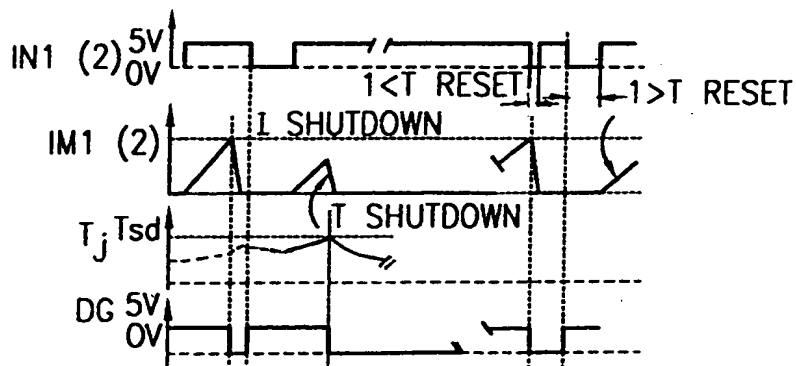 IN1 (2) 5V
0V
1<T RESET
1>T RESET
IM1 (2)
I SHUTDOWN
T SHUTDOWN
Tj Tsd
DG 5V
0V